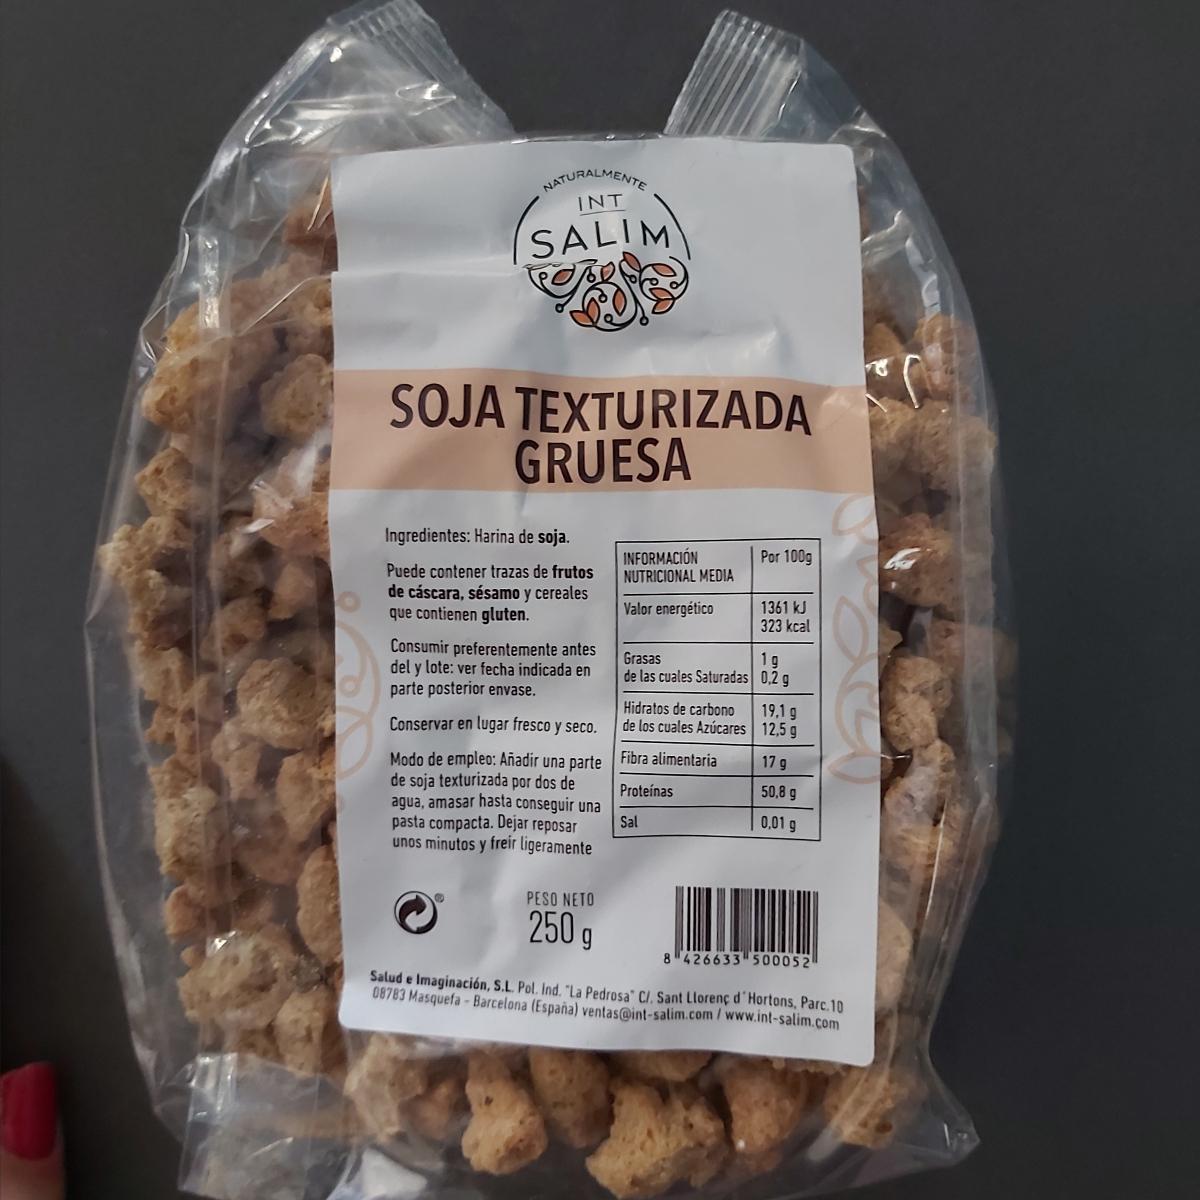 NATURALMENTE
INT
SALIM
SOJA TEXTURIZADA
GRUESA
Ingredientes: Harina de soja.
Puede contener trazas de frutos
de cáscara, sésamo y cereales
que contienen gluten.
Consumir preferentemente antes
del y lote: ver fecha indicada en
parte posterior envase.
Conservar en lugar fresco y seco.
Modo de empleo: Añadir una parte
de soja texturizada por dos de
agua, amasar hasta conseguir una
pasta compacta. Dejar reposar
unos minutos y freir ligeramente
INFORMACIÓN
NUTRICIONAL MEDIA
Por 100g
Valor energético 1361 kJ
323 kcal
Grasas 1 g
de las cuales Saturadas 0,2 g
Hidratos de carbono 19,1 g
de los cuales Azúcares 12,5 g
Fibra alimentaria 17 g
Proteínas 50,8 g
Sal 0,01 g
®
PESO NETO
250 g
8 426633 500052
Salud e Imaginación, S.L. Pol. Ind. "La Pedrosa" C/. Sant Llorenç d'Hortons, Parc.10
08783 Masquefa - Barcelona (España) ventas@int-salim.com / www.int-salim.com